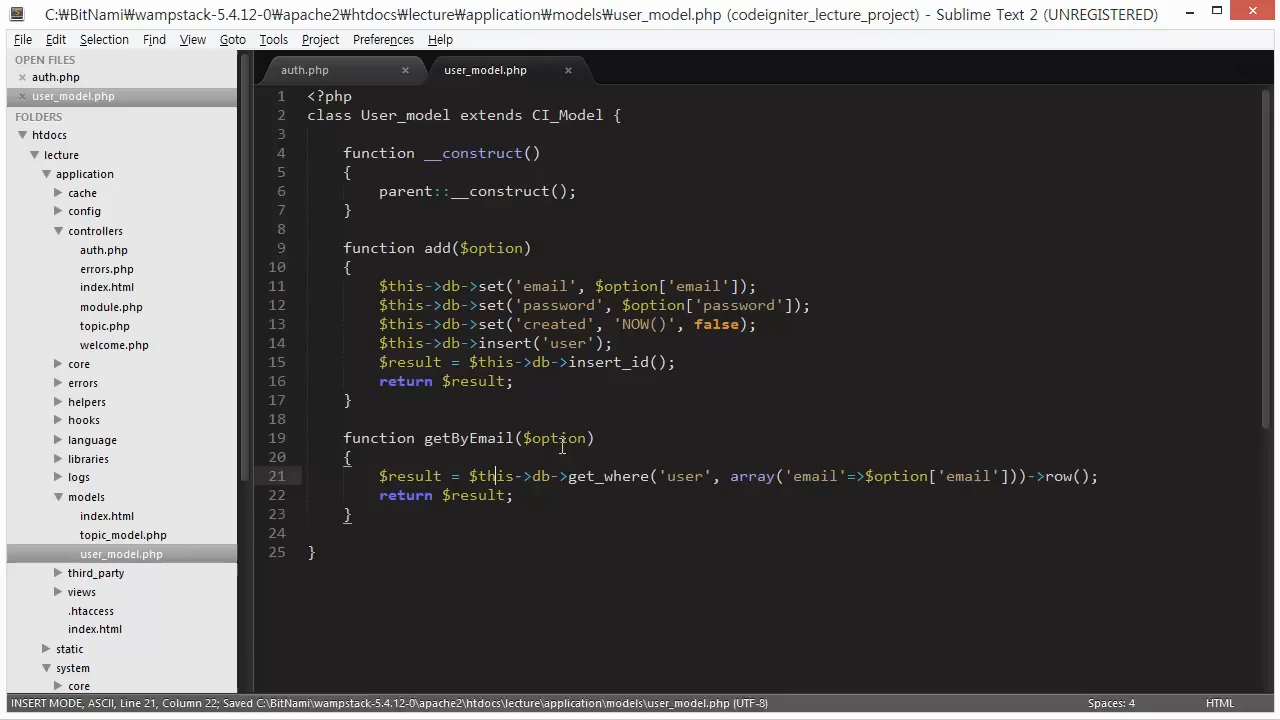 C:₩BitNami₩wampstack-5.4.12-0₩apache2₩htdocs₩lecture₩application₩models₩user_model.php (codeigniter_lecture_project) - Sublime Text 2 (UNREGISTERED)
File Edit Selection Find View Goto Tools Project Preferences Help
OPEN FILES
auth.php
user_model.php
FOLDERS
htdocs
lecture
application
cache
config
controllers
auth.php
errors.php
index.html
module.php
topic.php
welcome.php
core
errors
helpers
hooks
language
libraries
logs
models
index.html
topic_model.php
user_model.php
third_party
views
.htaccess
index.html
static
system
core
auth.php user_model.php
1 <?php
2 class User_model extends CI_Model {
3
4 function __construct()
5 {
6 parent::__construct();
7 }
8
9 function add($option)
10 {
11 $this->db->set('email', $option['email']);
12 $this->db->set('password', $option['password']);
13 $this->db->set('created', 'NOW()', false);
14 $this->db->insert('user');
15 $result = $this->db->insert_id();
16 return $result;
17 }
18
19 function getByEmail($option)
20 {
21 $result = $this->db->get_where('user', array('email'=>$option['email']))->row();
22 return $result;
23 }
24
25 }
INSERT MODE, ASCII, Line 21, Column 22; Saved C:\BitNami\wampstack-5.4.12-0\apache2\htdocs\lecture\application\models\user_model.php (UTF-8) Spaces: 4 HTML